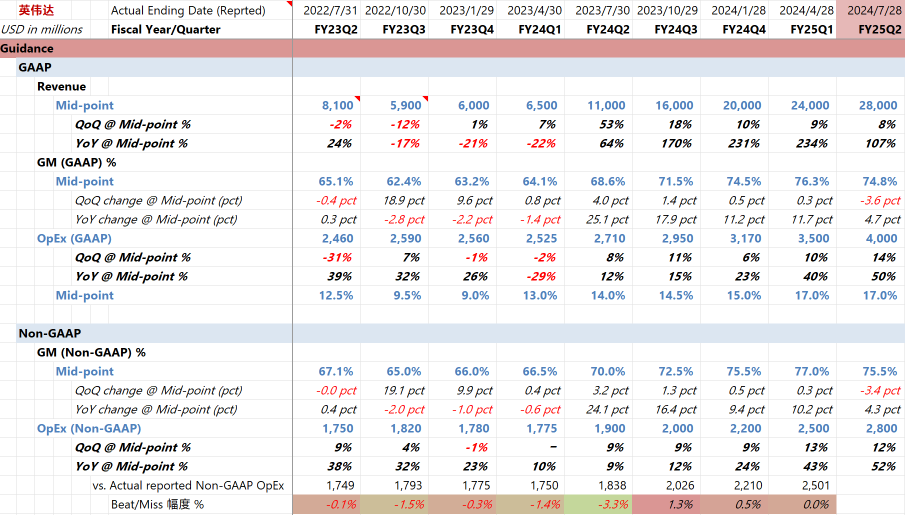 英伟达 Actual Ending Date (Reprted) 2022/7/31 2022/10/30 2023/1/29 2023/4/30 2023/7/30 2023/10/29 2024/1/28 2024/4/28 2024/7/28
USD in millions Fiscal Year/Quarter FY23Q2 FY23Q3 FY23Q4 FY24Q1 FY24Q2 FY24Q3 FY24Q4 FY25Q1 FY25Q2
Guidance
GAAP
Revenue
Mid-point 8,100 5,900 6,000 6,500 11,000 16,000 20,000 24,000 28,000
QoQ @ Mid-point % -2% -12% 1% 7% 53% 18% 10% 9% 8%
YoY @ Mid-point % 24% -17% -21% -22% 64% 170% 231% 234% 107%
GM (GAAP) %
Mid-point 65.1% 62.4% 63.2% 64.1% 68.6% 71.5% 74.5% 76.3% 74.8%
QoQ change @ Mid-point (pct) -0.4 pct 18.9 pct 9.6 pct 0.8 pct 4.0 pct 1.4 pct 0.5 pct 0.3 pct -3.6 pct
YoY change @ Mid-point (pct) 0.3 pct -2.8 pct -2.2 pct -1.4 pct 25.1 pct 17.9 pct 11.2 pct 11.7 pct 4.7 pct
OpEx (GAAP) 2,460 2,590 2,560 2,525 2,710 2,950 3,170 3,500 4,000
QoQ @ Mid-point % -31% 7% -1% -2% 8% 11% 6% 10% 14%
YoY @ Mid-point % 39% 32% 26% -29% 12% 15% 23% 40% 50%
Mid-point 12.5% 9.5% 9.0% 13.0% 14.0% 14.5% 15.0% 17.0% 17.0%
Non-GAAP
GM (Non-GAAP) %
Mid-point 67.1% 65.0% 66.0% 66.5% 70.0% 72.5% 75.5% 77.0% 75.5%
QoQ change @ Mid-point (pct) -0.0 pct 19.1 pct 9.9 pct 0.4 pct 3.2 pct 1.3 pct 0.5 pct 0.3 pct -3.4 pct
YoY change @ Mid-point (pct) 0.4 pct -2.0 pct -1.0 pct -0.6 pct 24.1 pct 16.4 pct 9.4 pct 10.2 pct 4.3 pct
OpEx (Non-GAAP) 1,750 1,820 1,780 1,775 1,900 2,000 2,200 2,500 2,800
QoQ @ Mid-point % 9% 4% -1% – 9% 9% 9% 13% 12%
YoY @ Mid-point % 38% 32% 23% 10% 9% 12% 24% 43% 52%
vs. Actual reported Non-GAAP OpEx 1,749 1,793 1,775 1,750 1,838 2,026 2,210 2,501
Beat/Miss 幅度 % -0.1% -1.5% -0.3% -1.4% -3.3% 1.3% 0.5% 0.0%